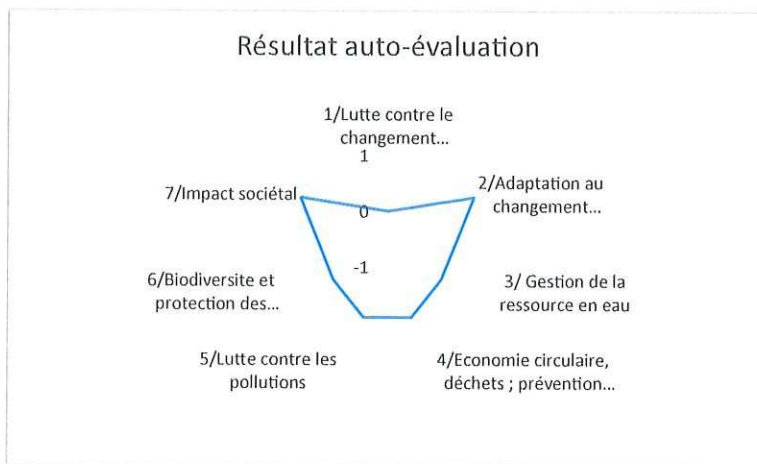 Résultat auto-évaluation
1/Lutte contre le
changement...
1
7/Impact sociétal
2/Adaptation au
changement...
0
-1
6/Biodiversite et
protection des...
3/ Gestion de la
ressource en eau
5/Lutte contre les
pollutions
4/Economie circulaire,
déchets ; prévention...